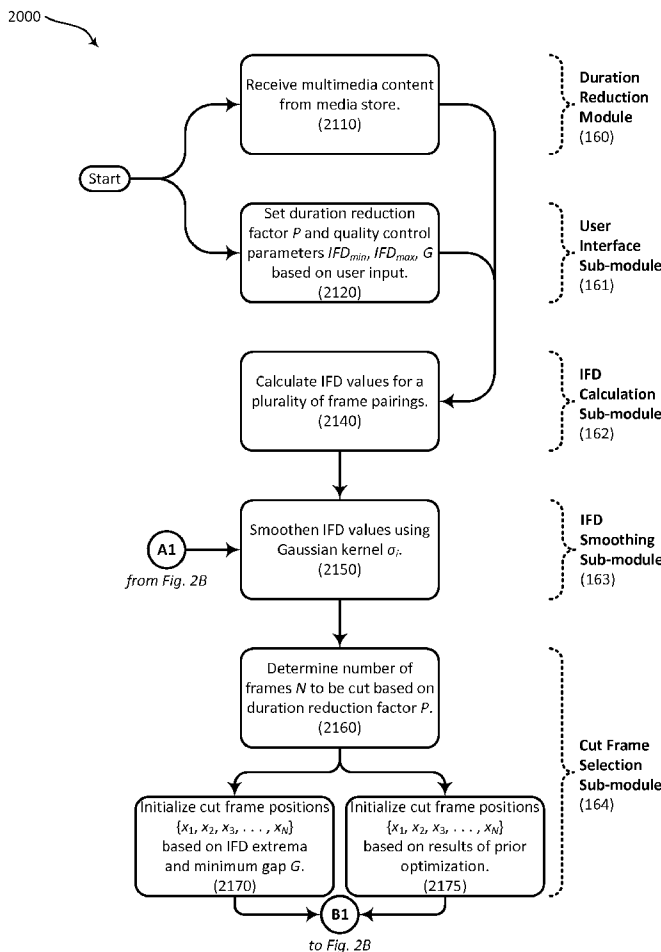 2000
Receive multimedia content
from media store.
(2110)
Duration
Reduction
Module
(160)
Start
Set duration reduction
factor P and quality control
parameters IFDmin, IFDmax, G
based on user input.
(2120)
User
Interface
Sub-module
(161)
Calculate IFD values for a
plurality of frame pairings.
(2140)
IFD
Calculation
Sub-module
(162)
A1
from Fig. 2B
Smoothen IFD values using
Gaussian kernel σi.
(2150)
IFD
Smoothing
Sub-module
(163)
Determine number of
frames N to be cut based on
duration reduction factor P.
(2160)
Cut Frame
Selection
Sub-module
(164)
Initialize cut frame positions
{x1, x2, x3, . . . , xN}
based on IFD extrema
and minimum gap G.
(2170)
Initialize cut frame positions
{x1, x2, x3, . . . , xN}
based on results of prior
optimization.
(2175)
B1
to Fig. 2B